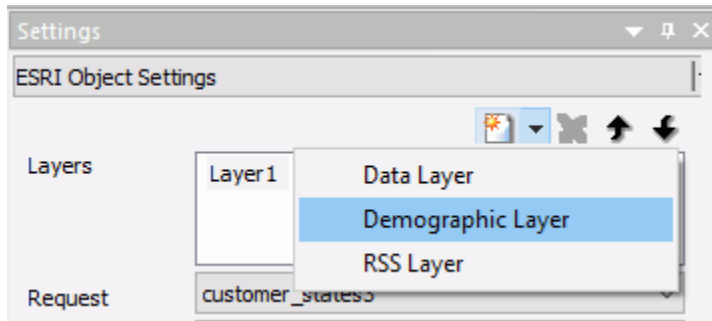 Settings
ESRI Object Settings
Layers
Layer1
Data Layer
Demographic Layer
RSS Layer
Request
customer_states3